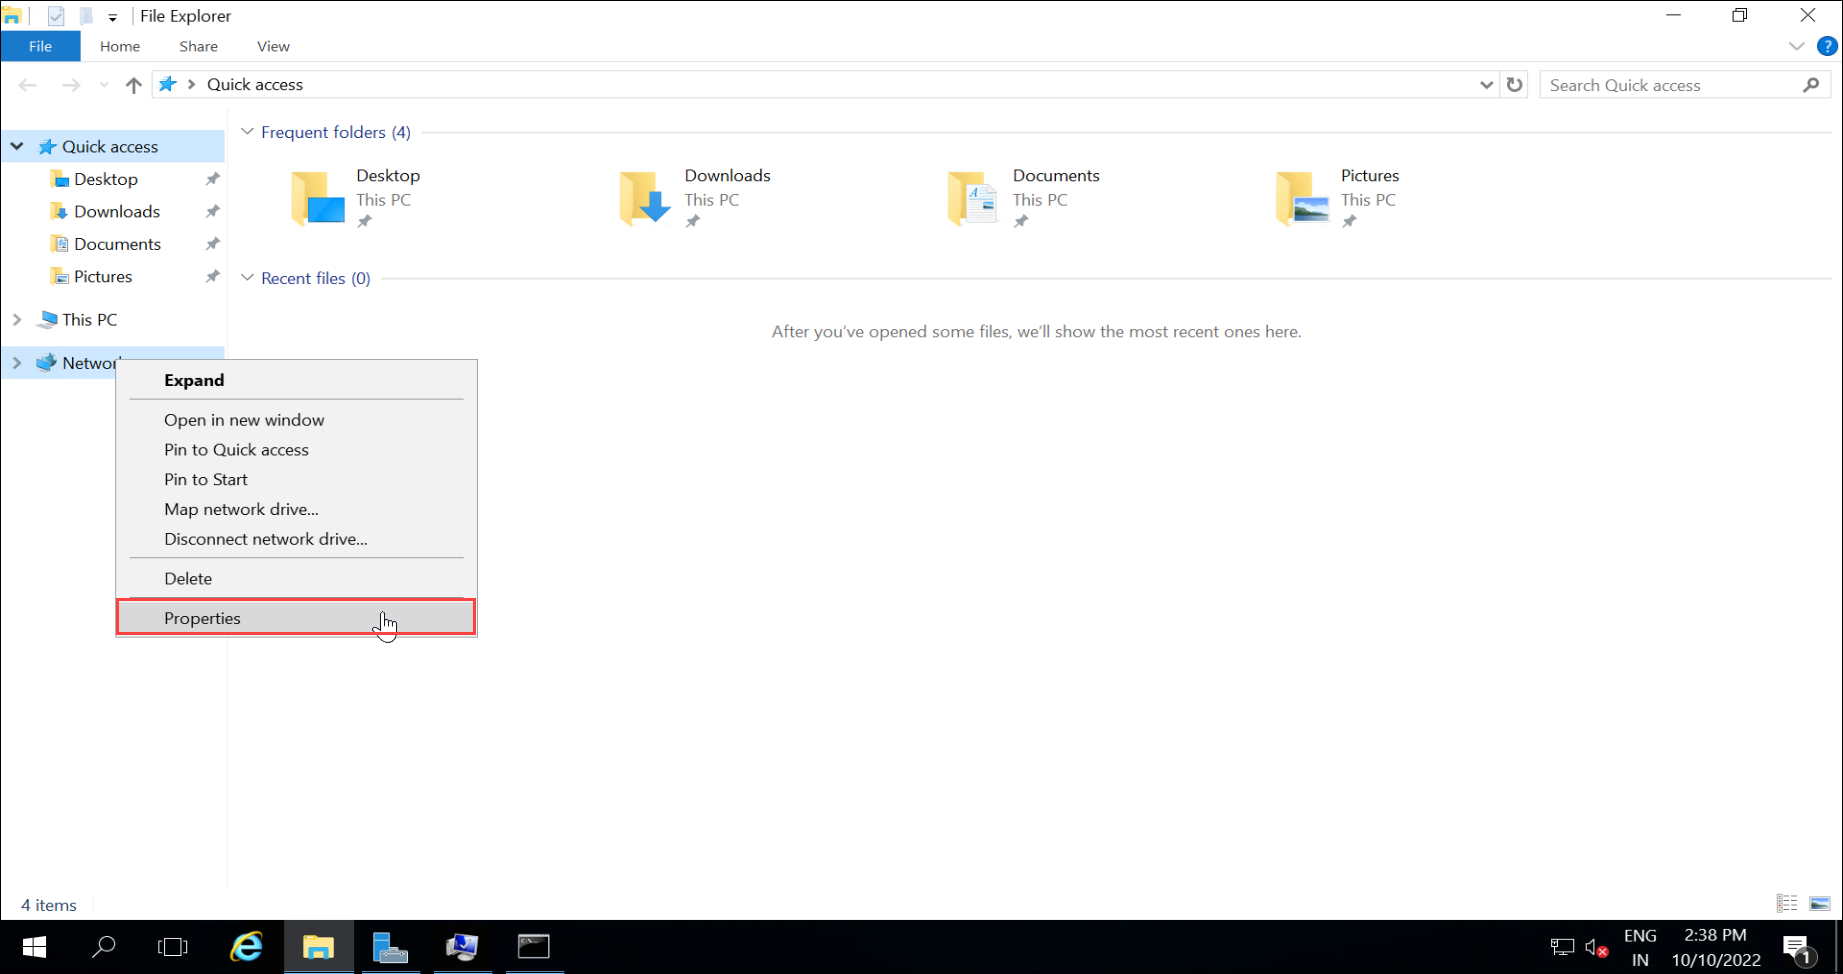 File Explorer
File Home Share View
?
Quick access
Search Quick access
Quick access
Desktop
Downloads
Documents
Pictures
This PC
Networ
Frequent folders (4)
Desktop
This PC
Downloads
This PC
Documents
This PC
Pictures
This PC
Recent files (0)
After you've opened some files, we'll show the most recent ones here.
Expand
Open in new window
Pin to Quick access
Pin to Start
Map network drive...
Disconnect network drive...
Delete
Properties
4 items
ENG
IN
2:38 PM
10/10/2022
1